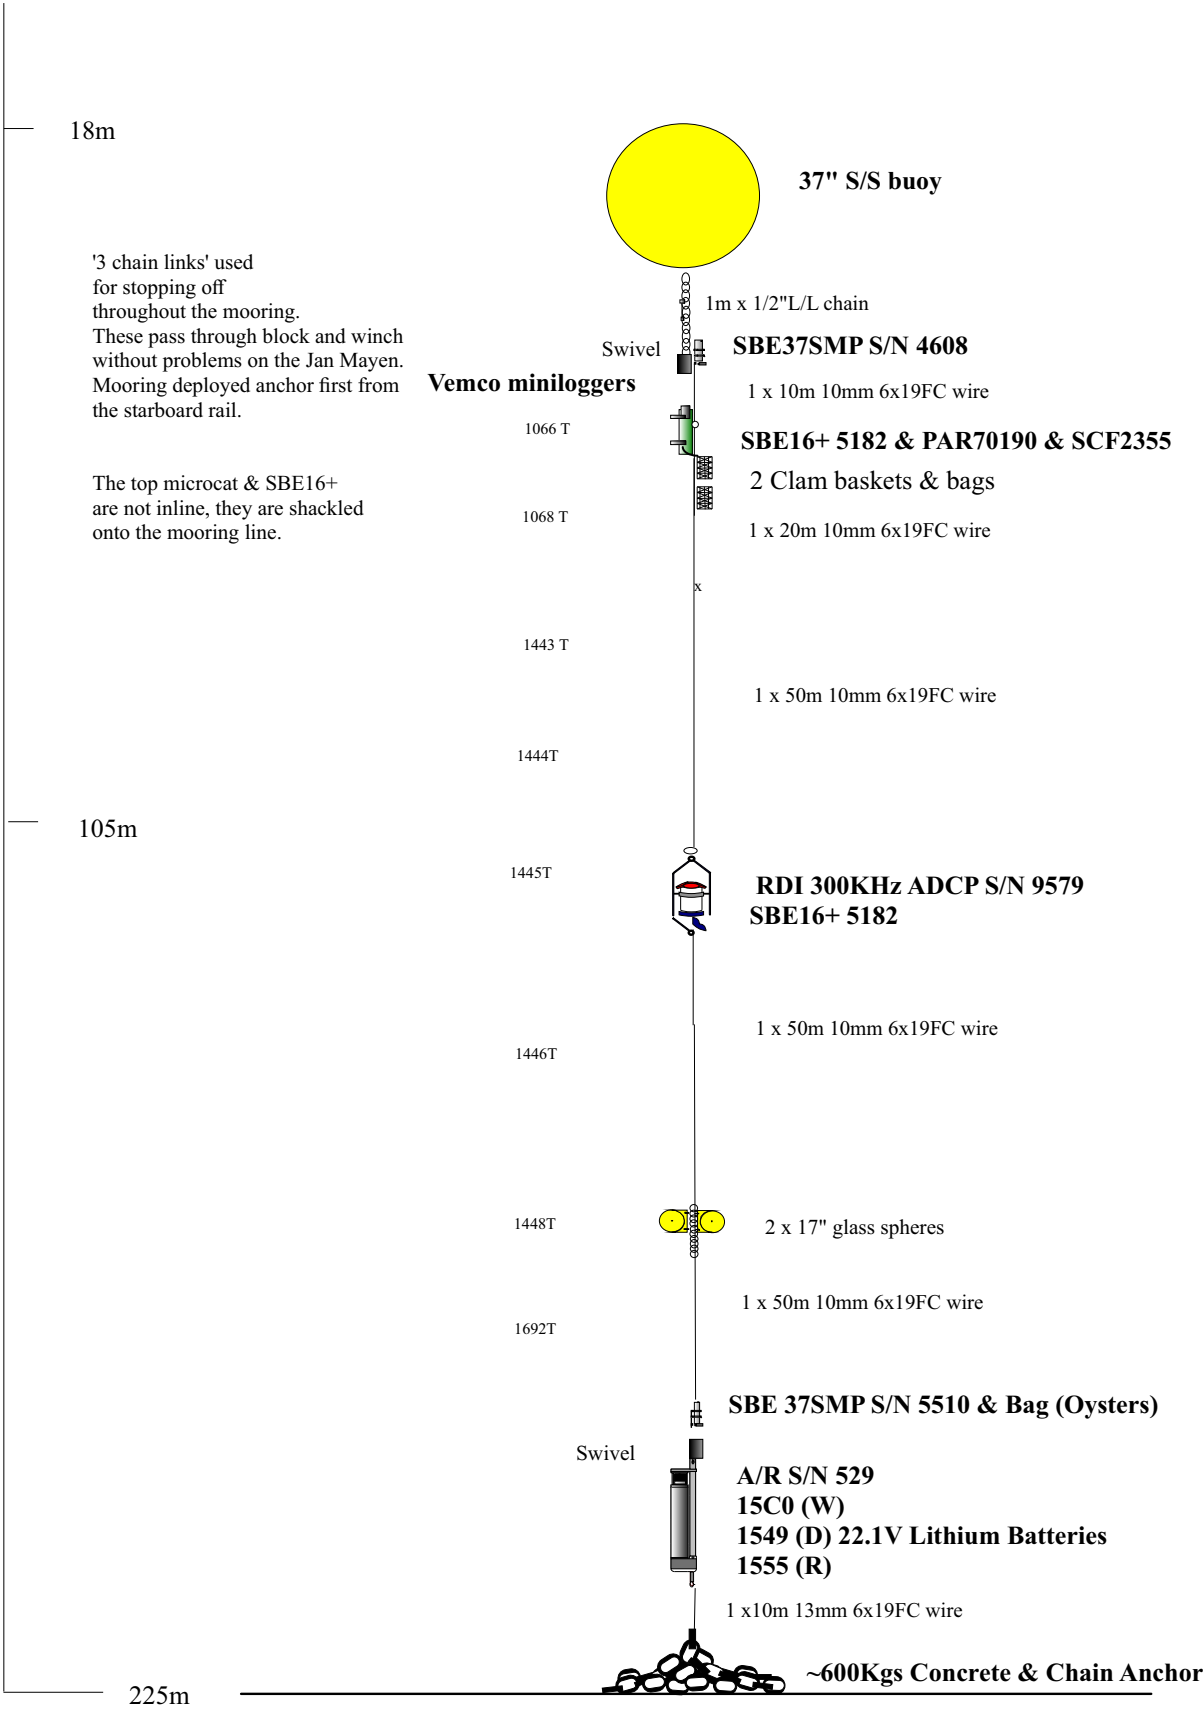 18m
37" S/S buoy
'3 chain links' used
for stopping off
throughout the mooring.
These pass through block and winch
without problems on the Jan Mayen.
Mooring deployed anchor first from
the starboard rail.
1m x 1/2"L/L chain
Swivel
SBE37SMP S/N 4608
Vemco miniloggers
1 x 10m 10mm 6x19FC wire
1066 T
SBE16+ 5182 & PAR70190 & SCF2355
The top microcat & SBE16+
are not inline, they are shackled
onto the mooring line.
2 Clam baskets & bags
1068 T
1 x 20m 10mm 6x19FC wire
x
1443 T
1 x 50m 10mm 6x19FC wire
1444T
105m
1445T
RDI 300KHz ADCP S/N 9579
SBE16+ 5182
1 x 50m 10mm 6x19FC wire
1446T
1448T
2 x 17" glass spheres
1 x 50m 10mm 6x19FC wire
1692T
SBE 37SMP S/N 5510 & Bag (Oysters)
Swivel
A/R S/N 529
15C0 (W)
1549 (D) 22.1V Lithium Batteries
1555 (R)
1 x10m 13mm 6x19FC wire
~600Kgs Concrete & Chain Anchor
225m